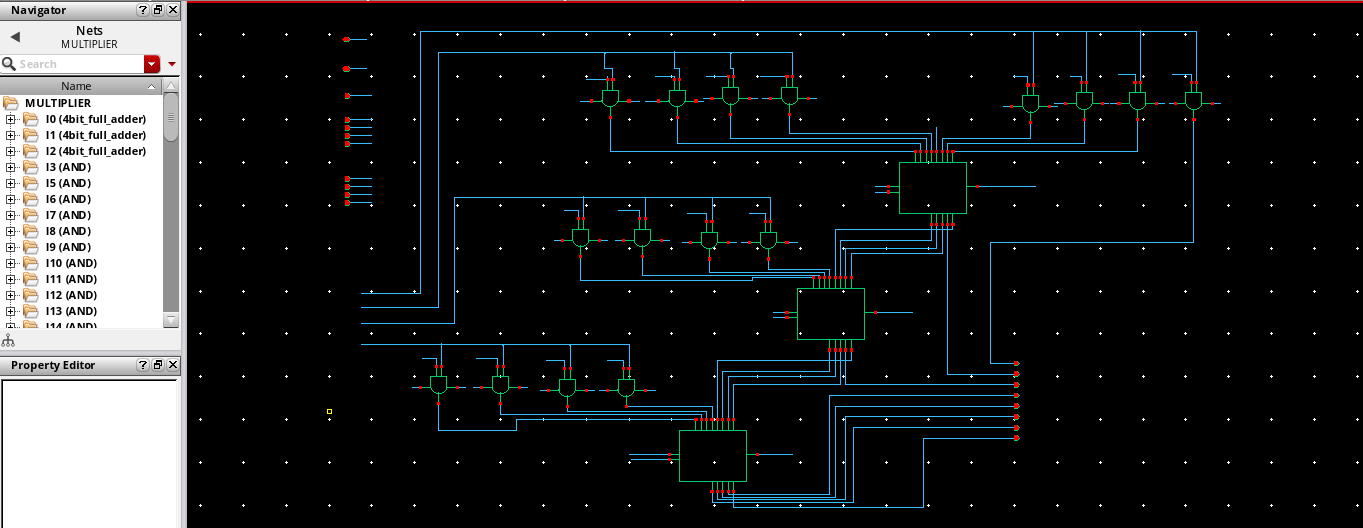 Navigator
Nets
MULTIPLIER
Search
Name
MULTIPLIER
I0 (4bit_full_adder)
I1 (4bit_full_adder)
I2 (4bit_full_adder)
I3 (AND)
I5 (AND)
I6 (AND)
I7 (AND)
I8 (AND)
I9 (AND)
I10 (AND)
I11 (AND)
I12 (AND)
I13 (AND)
I14 (AND)
Property Editor